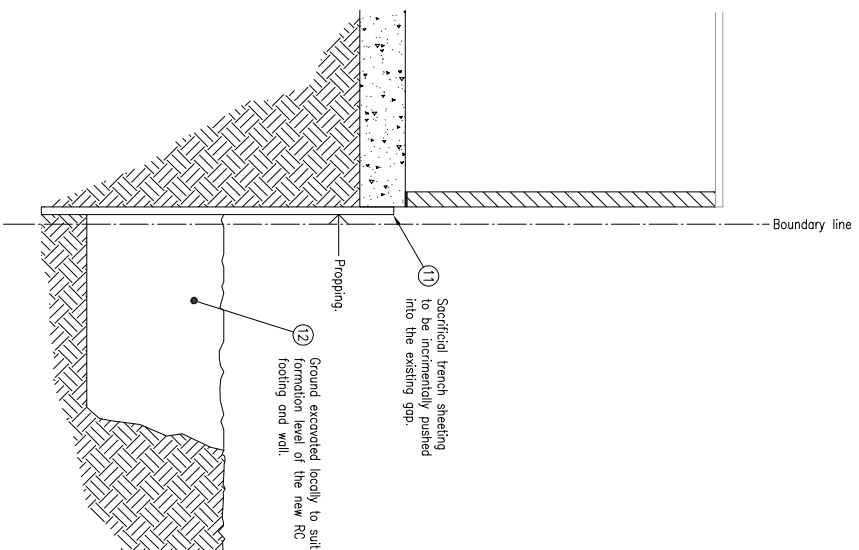 Boundary line
11
Sacrificial trench sheeting
to be incrimentally pushed
into the existing gap.
Propping.
12
Ground excavated locally to suit
formation level of the new RC
footing and wall.